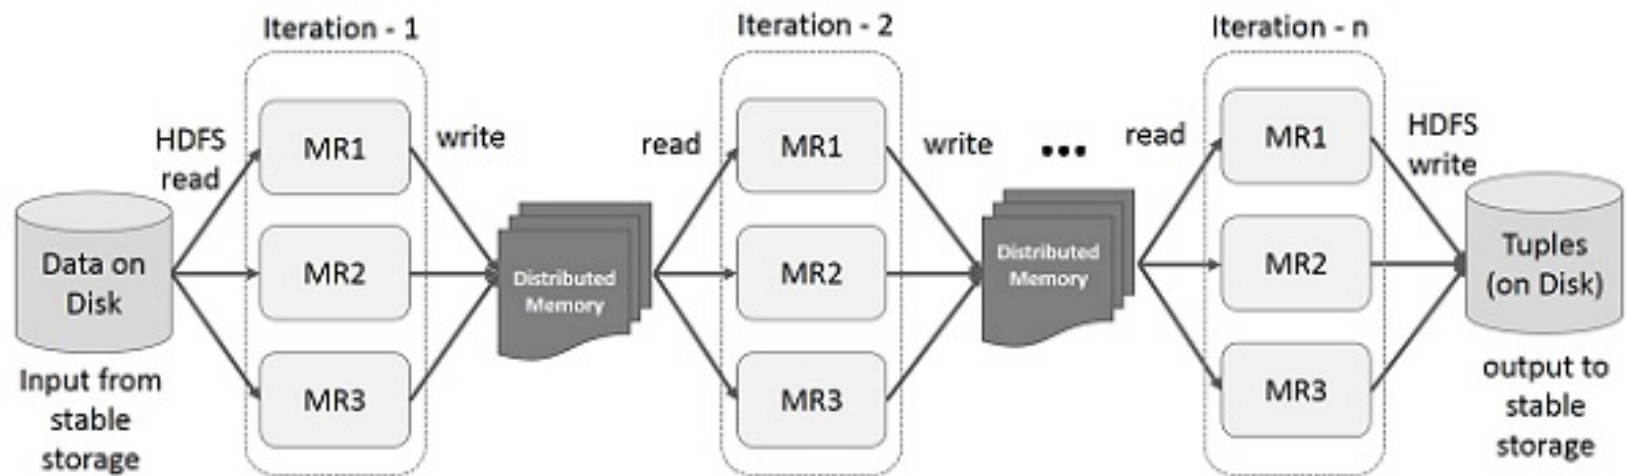 Iteration - 1
Iteration - 2
Iteration - n
HDFS
read
write
read
write
...
read
HDFS
write
MR1
MR2
MR3
MR1
MR2
MR3
MR1
MR2
MR3
Data on
Disk
Distributed
Memory
Distributed
Memory
Tuples
(on Disk)
Input from
stable
storage
output to
stable
storage